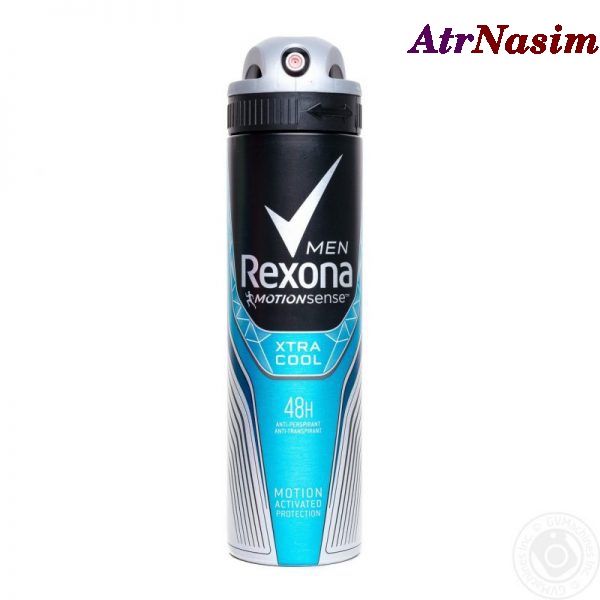 AtrNasim
MEN
Rexona
MOTIONSENSE™
XTRA
COOL
48H
ANTI-PERSPIRANT
ANTI-TRANSPIRANT
MOTION
ACTIVATED
PROTECTION